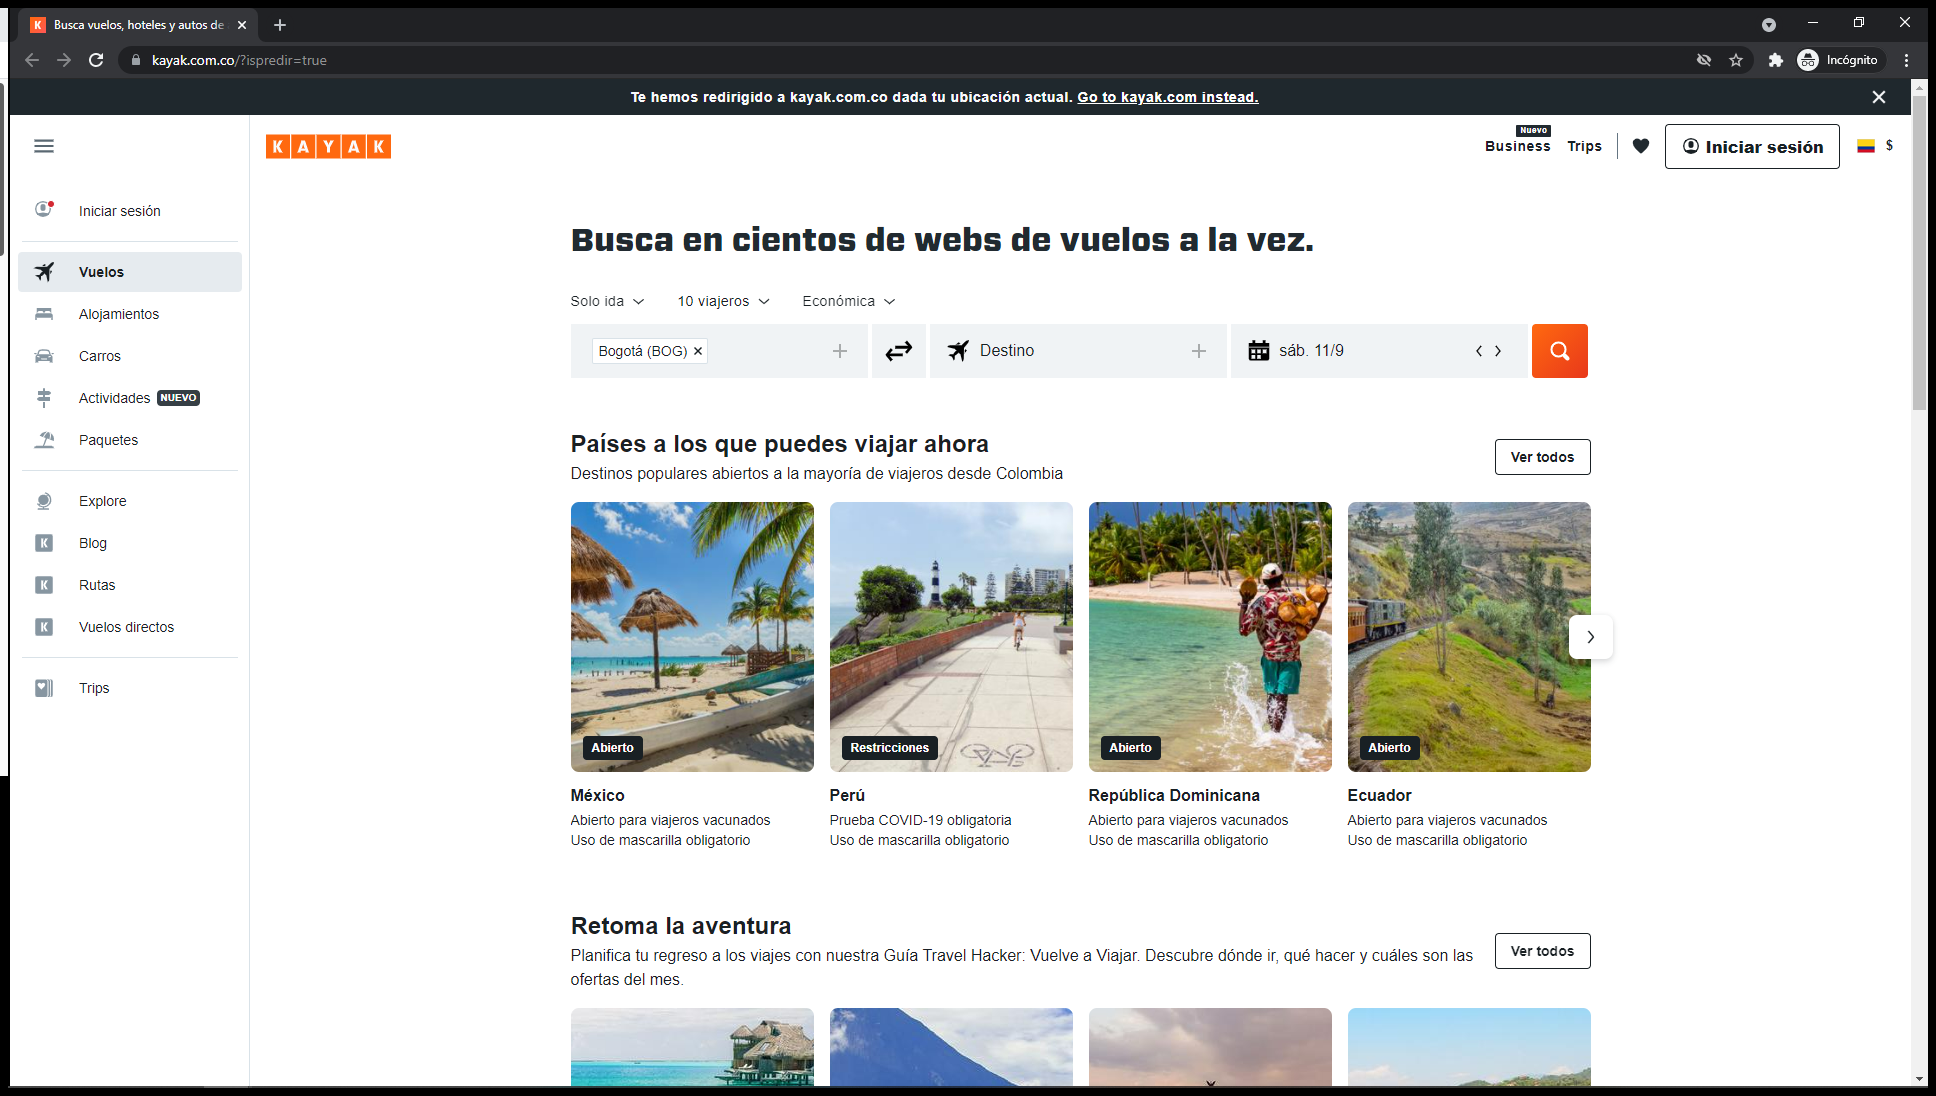 Busca vuelos, hoteles y autos de
kayak.com.co/?ispredir=true
Incógnito
Te hemos redirigido a kayak.com.co dada tu ubicación actual. Go to kayak.com instead.
KAYAK
Nuevo
Business
Trips
Iniciar sesión
$
Iniciar sesión
Vuelos
Alojamientos
Carros
Actividades NUEVO
Paquetes
Explore
K Blog
K Rutas
K Vuelos directos
Trips
Busca en cientos de webs de vuelos a la vez.
Solo ida
10 viajeros
Económica
Bogotá (BOG)
Destino
sáb. 11/9
Países a los que puedes viajar ahora
Destinos populares abiertos a la mayoría de viajeros desde Colombia
Ver todos
Abierto
México
Abierto para viajeros vacunados
Uso de mascarilla obligatorio
Restricciones
Perú
Prueba COVID-19 obligatoria
Uso de mascarilla obligatorio
Abierto
República Dominicana
Abierto para viajeros vacunados
Uso de mascarilla obligatorio
Abierto
Ecuador
Abierto para viajeros vacunados
Uso de mascarilla obligatorio
Retoma la aventura
Planifica tu regreso a los viajes con nuestra Guía Travel Hacker: Vuelve a Viajar. Descubre dónde ir, qué hacer y cuáles son las
ofertas del mes.
Ver todos